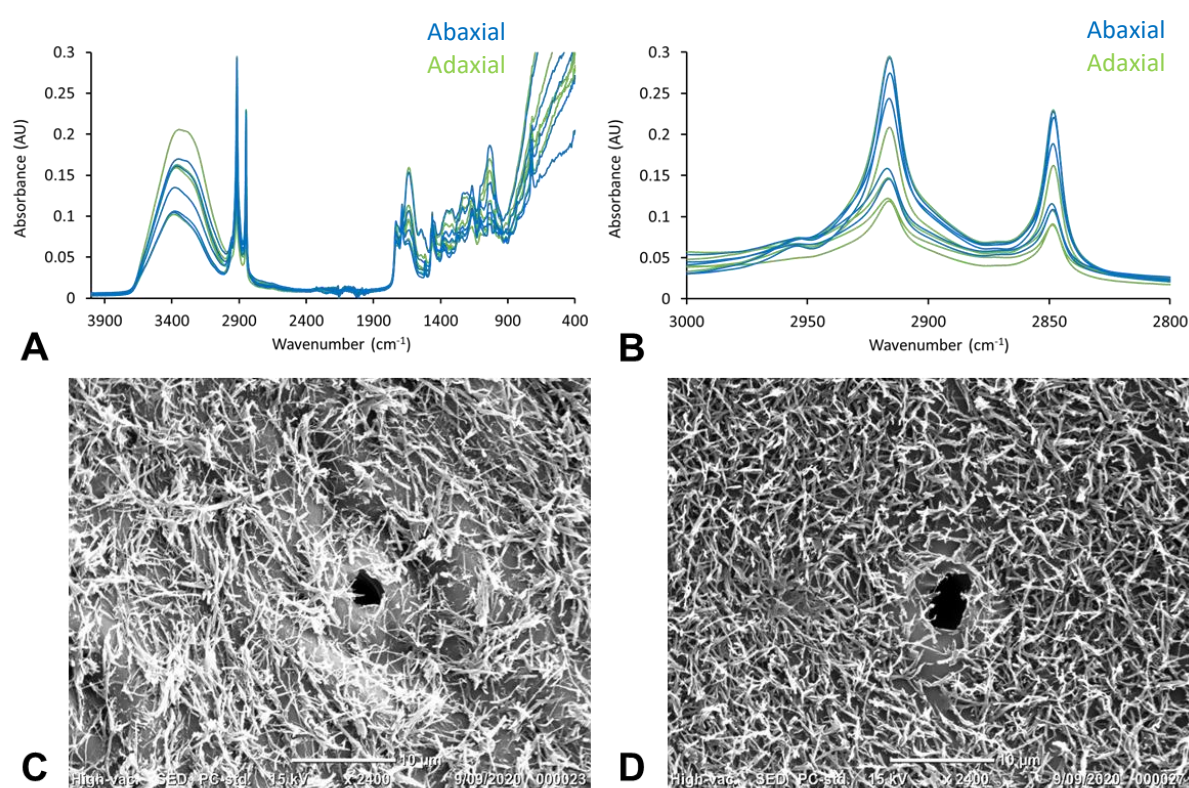 Abaxial
Adaxial
0.3
0.25
0.2
0.15
0.1
0.05
0
Absorbance (AU)
3900 3400 2900 2400 1900 1400 900 400
Wavenumber (cm⁻¹)
A
Abaxial
Adaxial
0.3
0.25
0.2
0.15
0.1
0.05
0
Absorbance (AU)
3000 2950 2900 2850 2800
Wavenumber (cm⁻¹)
B
C
High-vac. SED PC-std. 15 kV x 2400 10 µm 9/09/2020 000023
D
High-vac. SED PC-std. 15 kV x 2400 10 µm 9/09/2020 000027